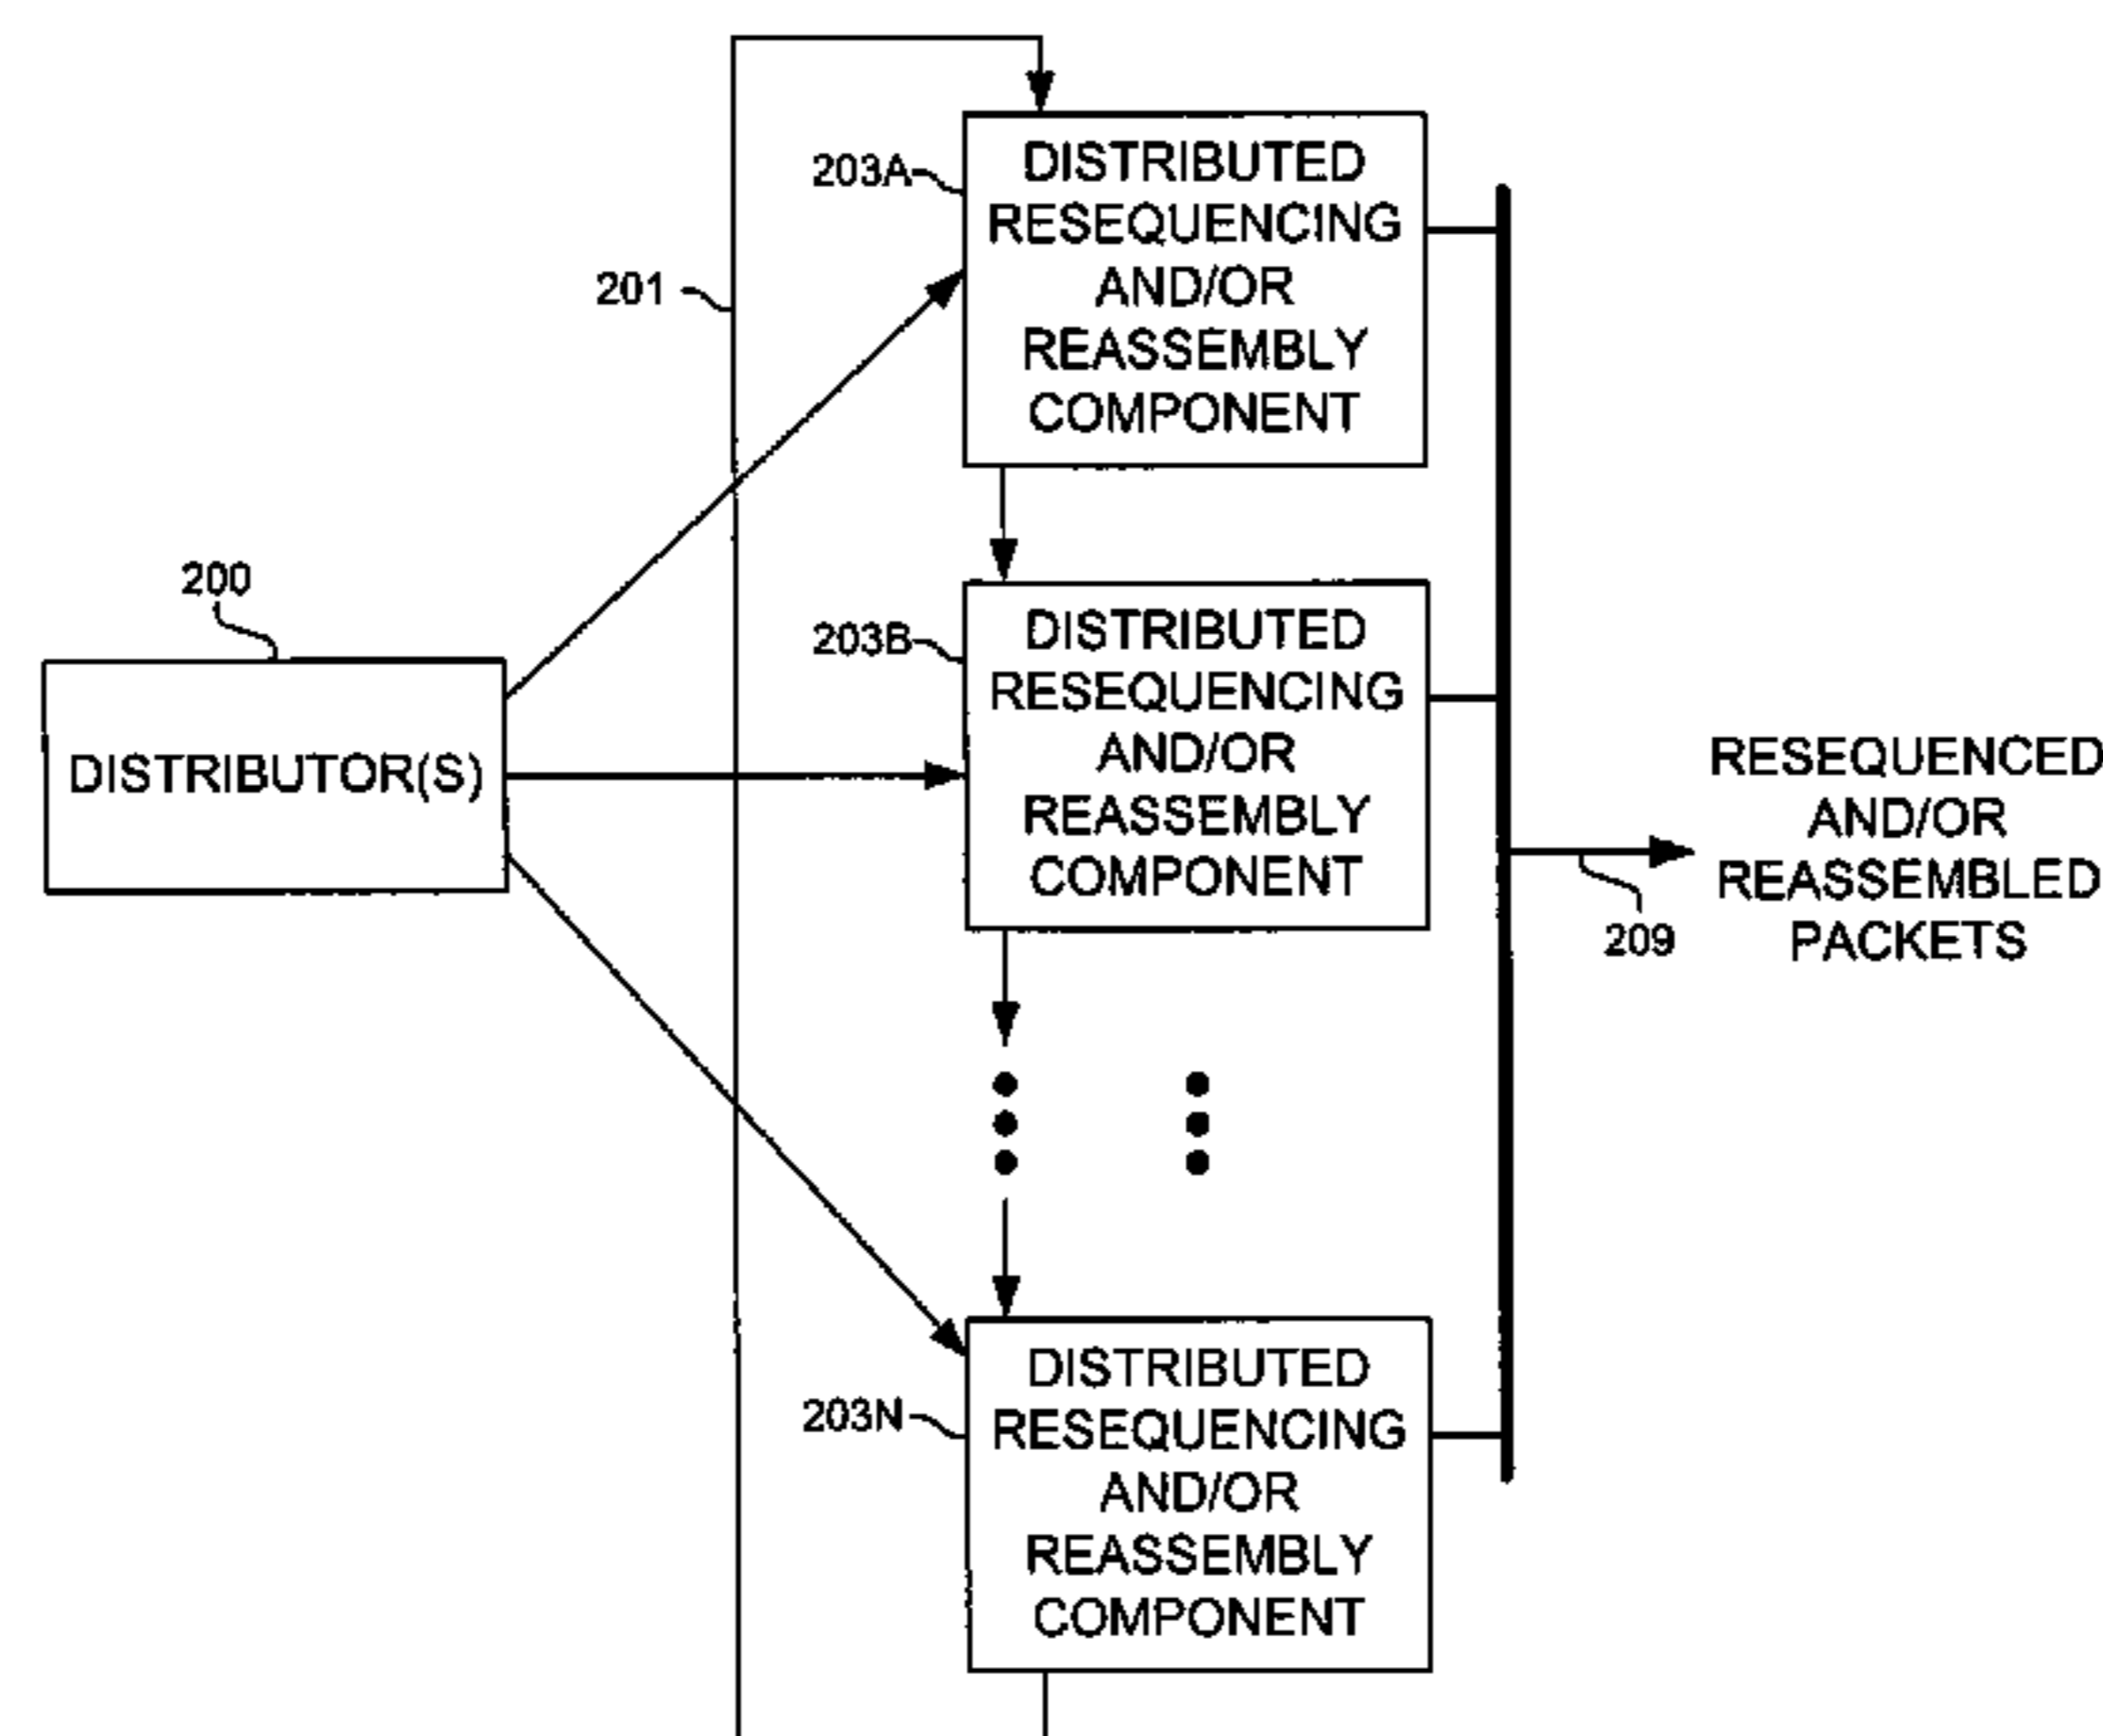 203A
DISTRIBUTED
RESEQUENCING
AND/OR
REASSEMBLY
COMPONENT
201
200
DISTRIBUTOR(S)
203B
DISTRIBUTED
RESEQUENCING
AND/OR
REASSEMBLY
COMPONENT
RESEQUENCED
AND/OR
REASSEMBLED
PACKETS
209
203N
DISTRIBUTED
RESEQUENCING
AND/OR
REASSEMBLY
COMPONENT